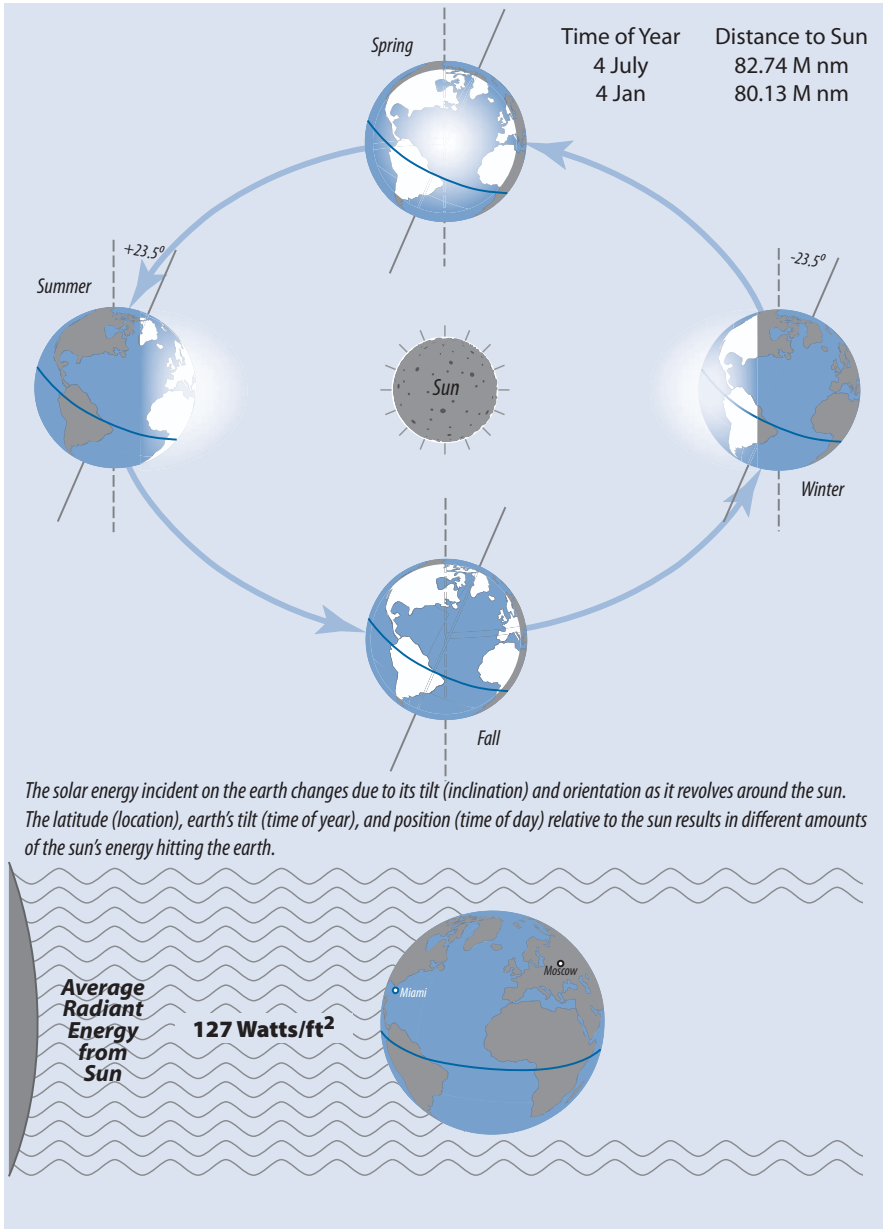 Spring
Time of Year Distance to Sun
4 July 82.74 M nm
4 Jan 80.13 M nm
+23.5º
-23.5º
Summer
Sun
Winter
Fall
The solar energy incident on the earth changes due to its tilt (inclination) and orientation as it revolves around the sun.
The latitude (location), earth’s tilt (time of year), and position (time of day) relative to the sun results in different amounts
of the sun’s energy hitting the earth.
Average
Radiant
Energy
from
Sun
127 Watts/ft²
Miami
Moscow